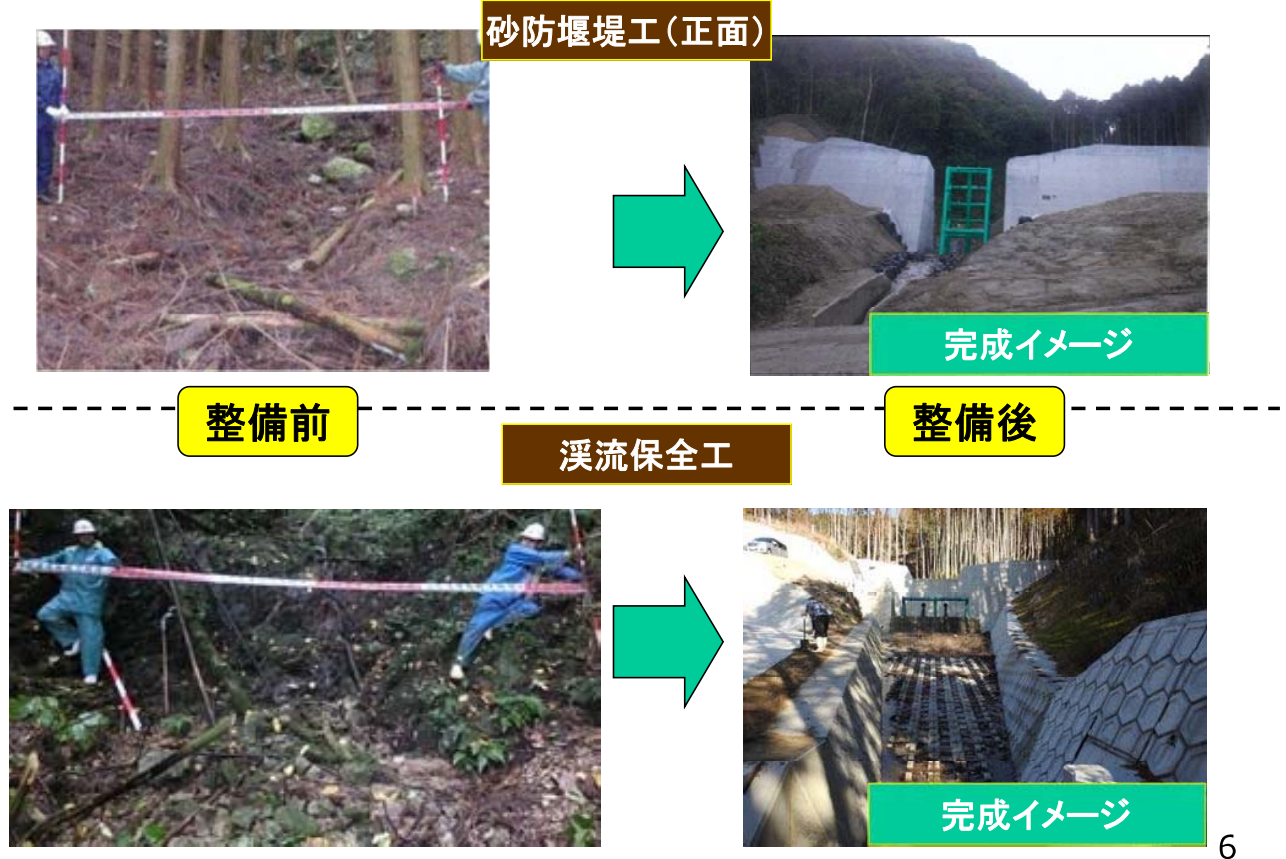 砂防堰堤工（正面）
完成イメージ
整備前
整備後
渓流保全工
完成イメージ
6